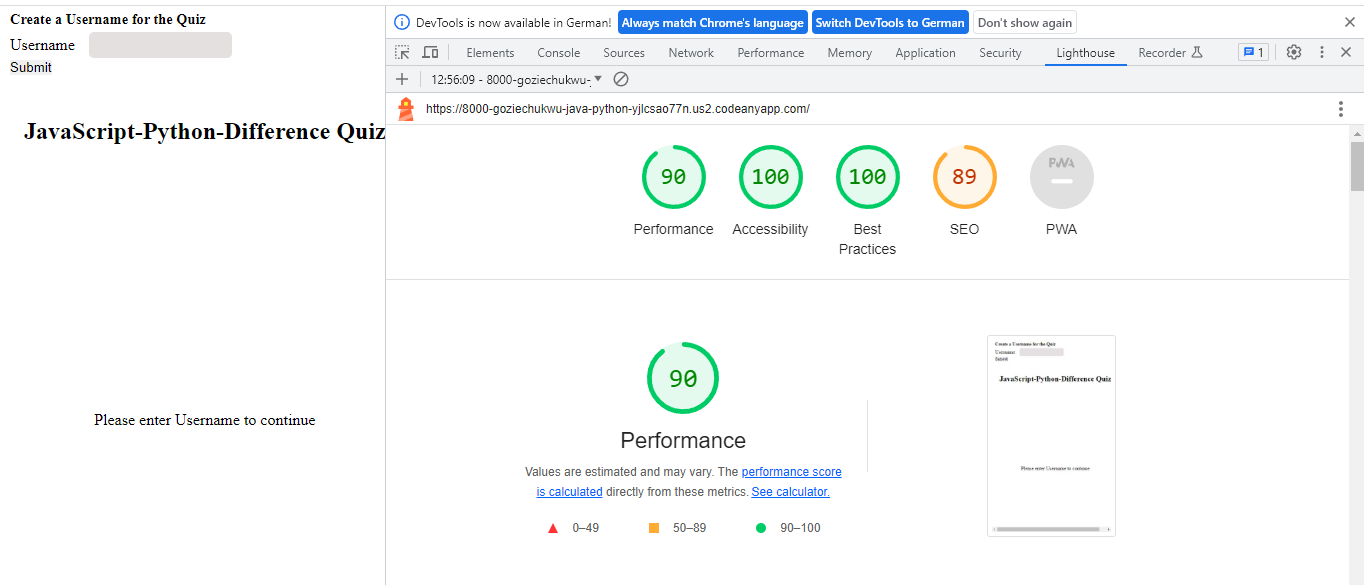 Create a Username for the Quiz
Username
Submit
JavaScript-Python-Difference Quiz
Please enter Username to continue
DevTools is now available in German! Always match Chrome's language Switch DevTools to German Don't show again
Elements Console Sources Network Performance Memory Application Security Lighthouse Recorder 1
12:56:09 - 8000-goziechukwu-
https://8000-goziechukwu-java-python-yjlcsao77n.us2.codeanyapp.com/
90 100 100 89 PWA
Performance Accessibility Best Practices SEO PWA
90
Performance
Values are estimated and may vary. The performance score
is calculated directly from these metrics. See calculator.
0–49 50–89 90–100
Create a Username for the Quiz
Username
Submit
JavaScript-Python-Difference Quiz
Please enter Username to continue